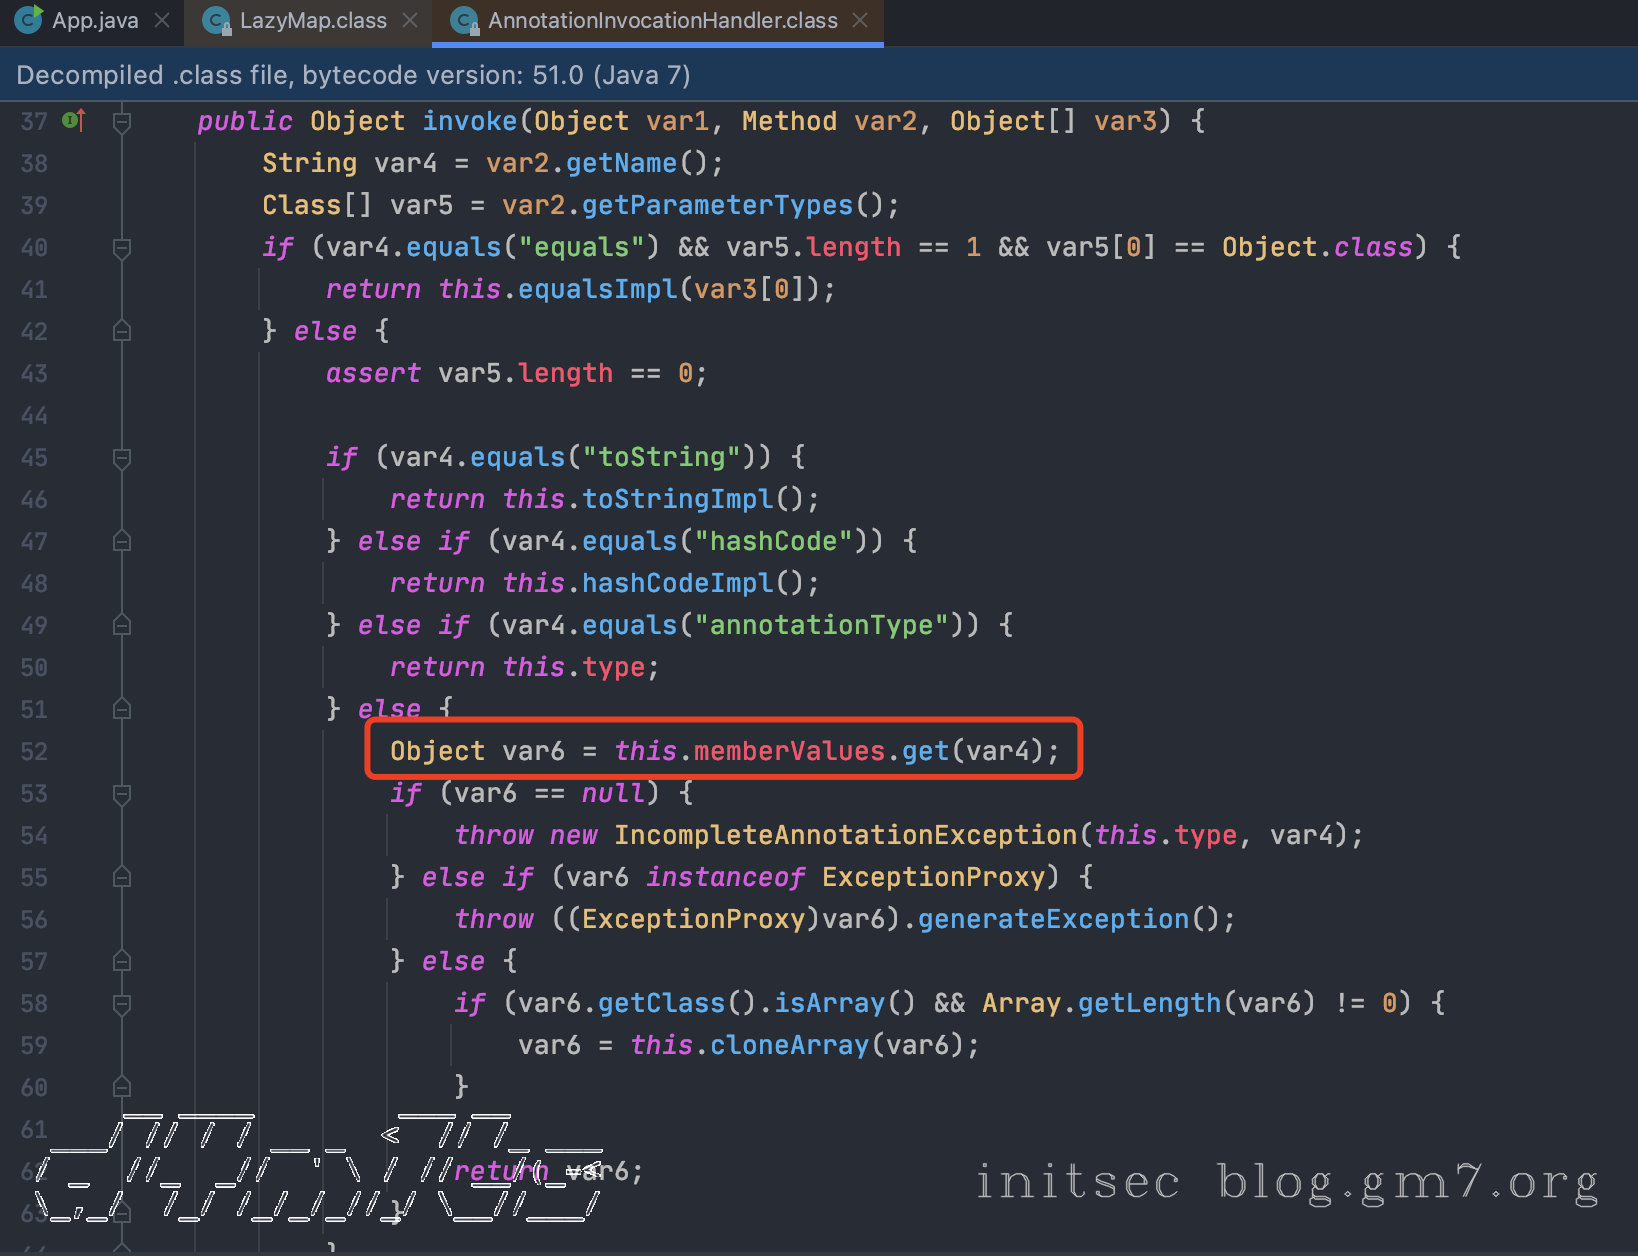 App.java
LazyMap.class
AnnotationInvocationHandler.class
Decompiled .class file, bytecode version: 51.0 (Java 7)
37 public Object invoke(Object var1, Method var2, Object[] var3) {
38 String var4 = var2.getName();
39 Class[] var5 = var2.getParameterTypes();
40 if (var4.equals("equals") && var5.length == 1 && var5[0] == Object.class) {
41 return this.equalsImpl(var3[0]);
42 } else {
43 assert var5.length == 0;
44
45 if (var4.equals("toString")) {
46 return this.toStringImpl();
47 } else if (var4.equals("hashCode")) {
48 return this.hashCodeImpl();
49 } else if (var4.equals("annotationType")) {
50 return this.type;
51 } else {
52 Object var6 = this.memberValues.get(var4);
53 if (var6 == null) {
54 throw new IncompleteAnnotationException(this.type, var4);
55 } else if (var6 instanceof ExceptionProxy) {
56 throw ((ExceptionProxy)var6).generateException();
57 } else {
58 if (var6.getClass().isArray() && Array.getLength(var6) != 0) {
59 var6 = this.cloneArray(var6);
60 }
61
62 return var6;
63 }
initsec blog.gm7.org